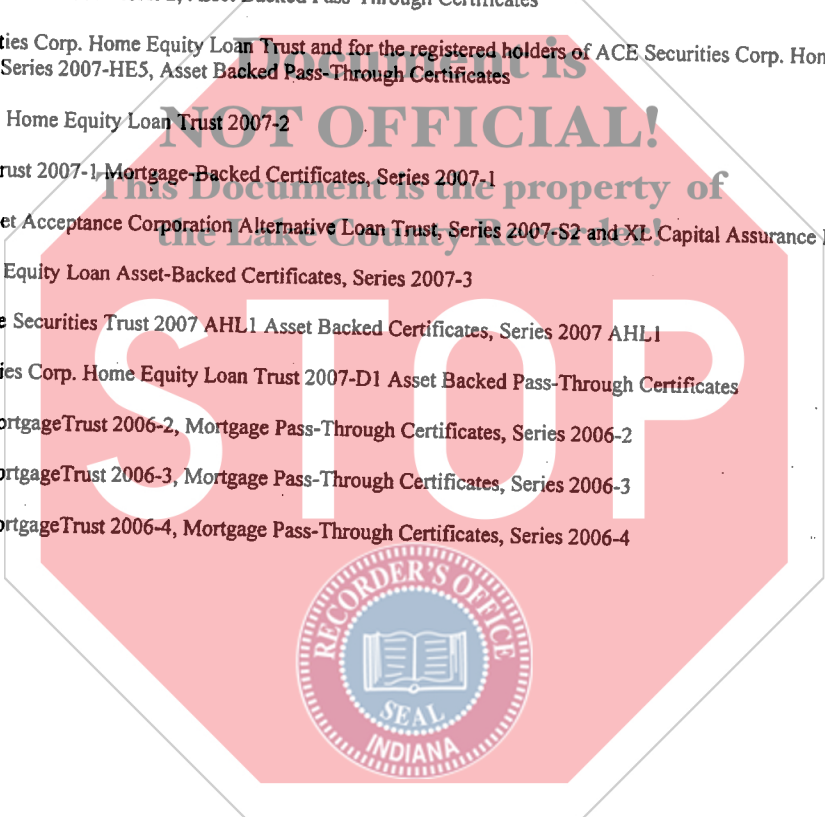 Asset Backed Pass-Through Certificates
ties Corp. Home Equity Loan Trust and for the registered holders of ACE Securities Corp. Hon
Series 2007-HE5, Asset Backed Pass-Through Certificates
Document is
NOT OFFICIAL!
Home Equity Loan Trust 2007-2
rust 2007-1 Mortgage-Backed Certificates, Series 2007-1
This Document is the property of
the Lake County Recorder!
et Acceptance Corporation Alternative Loan Trust, Series 2007-S2 and XL Capital Assurance
Equity Loan Asset-Backed Certificates, Series 2007-3
e Securities Trust 2007 AHL1 Asset Backed Certificates, Series 2007 AHL1
ies Corp. Home Equity Loan Trust 2007-D1 Asset Backed Pass-Through Certificates
STOP
ortgageTrust 2006-2, Mortgage Pass-Through Certificates, Series 2006-2
ortgageTrust 2006-3, Mortgage Pass-Through Certificates, Series 2006-3
ortgageTrust 2006-4, Mortgage Pass-Through Certificates, Series 2006-4
RECORDER'S OFFICE
SEAL
INDIANA